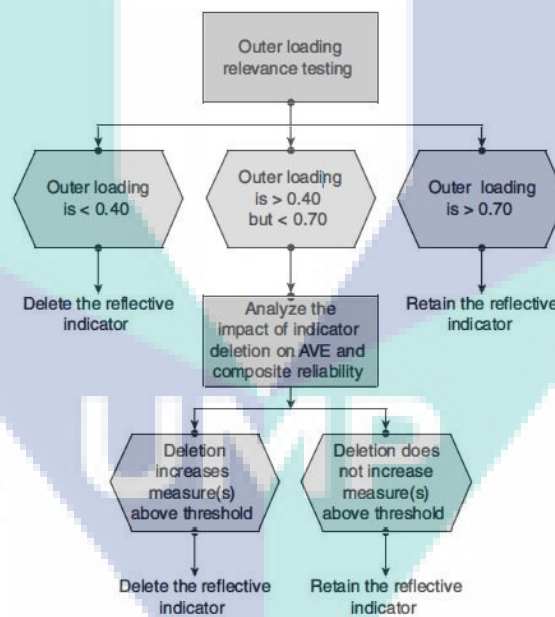 Outer loading
relevance testing
Outer loading
is < 0.40
Outer loading
is > 0.40
but < 0.70
Outer loading
is > 0.70
Delete the reflective
indicator
Analyze the
impact of indicator
deletion on AVE and
composite reliability
Retain the reflective
indicator
UMP
Deletion
increases
measure(s)
above threshold
Deletion does
not increase
measure(s)
above threshold
Delete the reflective
indicator
Retain the reflective
indicator